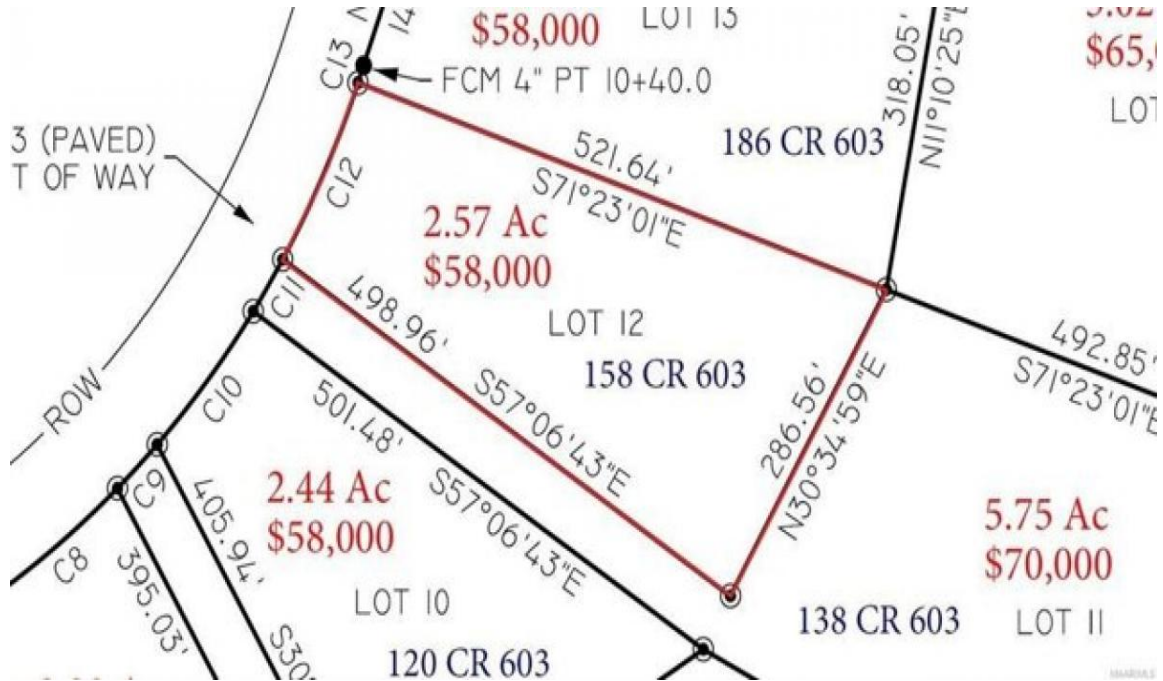 $58,000
LOT 13
C13
FCM 4" PT 10+40.0
318.05'
N11°10'25"E
$65,
LOT
3 (PAVED)
T OF WAY
186 CR 603
521.64'
S71°23'01"E
C12
2.57 Ac
$58,000
LOT 12
158 CR 603
C11
498.96'
S57°06'43"E
286.56'
N30°34'59"E
492.85'
S71°23'01"E
ROW
C10
501.48'
S57°06'43"E
2.44 Ac
$58,000
LOT 10
120 CR 603
C9
405.94'
S30°
C8
395.03'
5.75 Ac
$70,000
138 CR 603
LOT 11